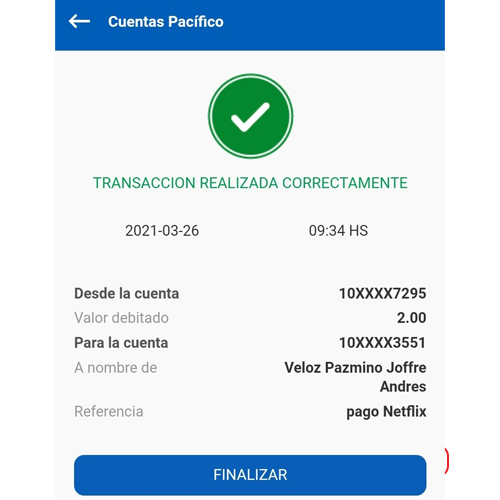 Cuentas Pacífico
TRANSACCION REALIZADA CORRECTAMENTE
2021-03-26 09:34 HS
Desde la cuenta 10XXXX7295
Valor debitado 2.00
Para la cuenta 10XXXX3551
A nombre de Veloz Pazmino Joffre
Andres
Referencia pago Netflix
FINALIZAR